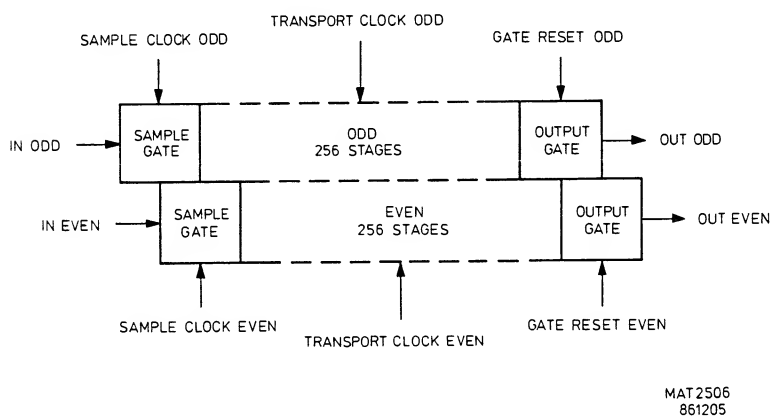 TRANSPORT CLOCK ODD
SAMPLE CLOCK ODD
GATE RESET ODD
IN ODD
SAMPLE
GATE
ODD
256 STAGES
OUTPUT
GATE
OUT ODD
IN EVEN
SAMPLE
GATE
EVEN
256 STAGES
OUTPUT
GATE
OUT EVEN
SAMPLE CLOCK EVEN
TRANSPORT CLOCK EVEN
GATE RESET EVEN
MAT2506
861205